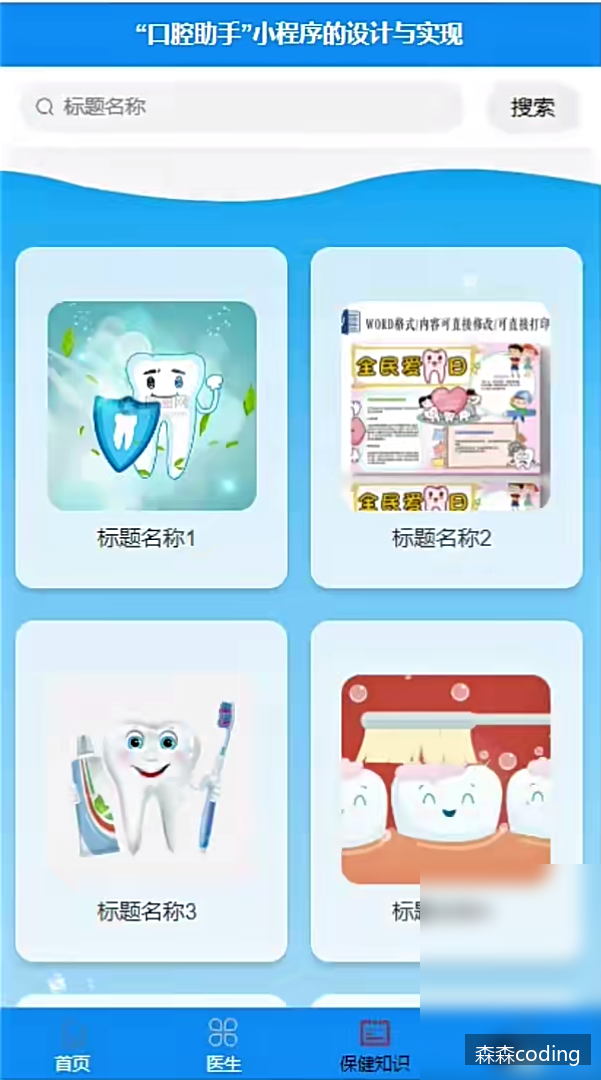 “口腔助手”小程序的设计与实现
标题名称
搜索
WORD格式/内容可直接修改/可直接打印
全民爱日
全民爱日
标题名称1
标题名称2
标题名称3
标
首页
医生
保健知识
森森coding